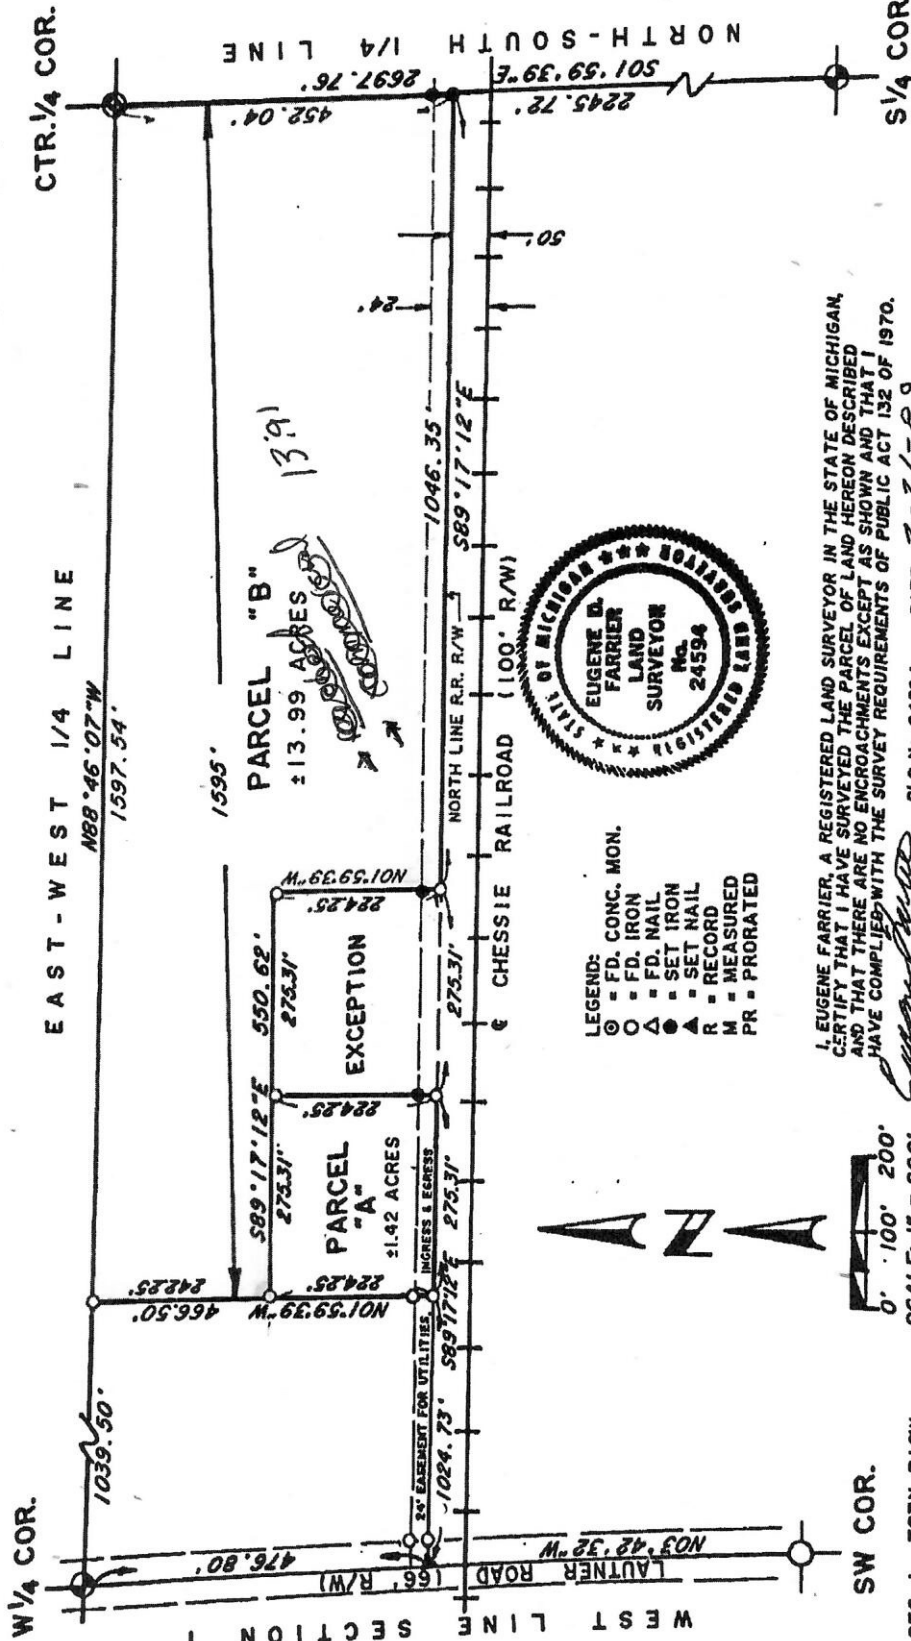 W 1/4 COR.
CTR. 1/4 COR.
EAST-WEST 1/4 LINE
N88°46'07"W
1039.50'
1597.54'
1595'
476.80'
(66' R/W)
LAUTNER ROAD
N03°42'32"W
WEST LINE SECTION 1
SW COR.
242.25'
466.50'
N01°59'39"W
224.25'
S89°17'12"E 550.62'
275.31'
275.31'
PARCEL
"A"
±1.42 ACRES
224.25'
EXCEPTION
224.25'
N01°59'39"W
PARCEL "B"
±13.99 ACRES
13.91
24' EASEMENT FOR UTILITIES, INGRESS & EGRESS
1024.73'
S89°17'12"E 275.31'
275.31'
1046.35'
NORTH LINE R.R. R/W
S89°17'12"E
24'
50'
℄ CHESSIE RAILROAD (100' R/W)
452.04'
2697.76'
2245.72'
S01°59'39"E
NORTH-SOUTH 1/4 LINE
S 1/4 COR.
N
0' 100' 200'
LEGEND:
⊙ = FD. CONC. MON.
○ = FD. IRON
△ = FD. NAIL
● = SET IRON
▲ = SET NAIL
R = RECORD
M = MEASURED
PR = PRORATED
STATE OF MICHIGAN
EUGENE D.
FARRIER
LAND
SURVEYOR
No.
24594
REGISTERED LAND SURVEYOR
I, EUGENE FARRIER, A REGISTERED LAND SURVEYOR IN THE STATE OF MICHIGAN,
CERTIFY THAT I HAVE SURVEYED THE PARCEL OF LAND HEREON DESCRIBED
AND THAT THERE ARE NO ENCROACHMENTS EXCEPT AS SHOWN AND THAT I
HAVE COMPLIED WITH THE SURVEY REQUIREMENTS OF PUBLIC ACT 132 OF 1970.